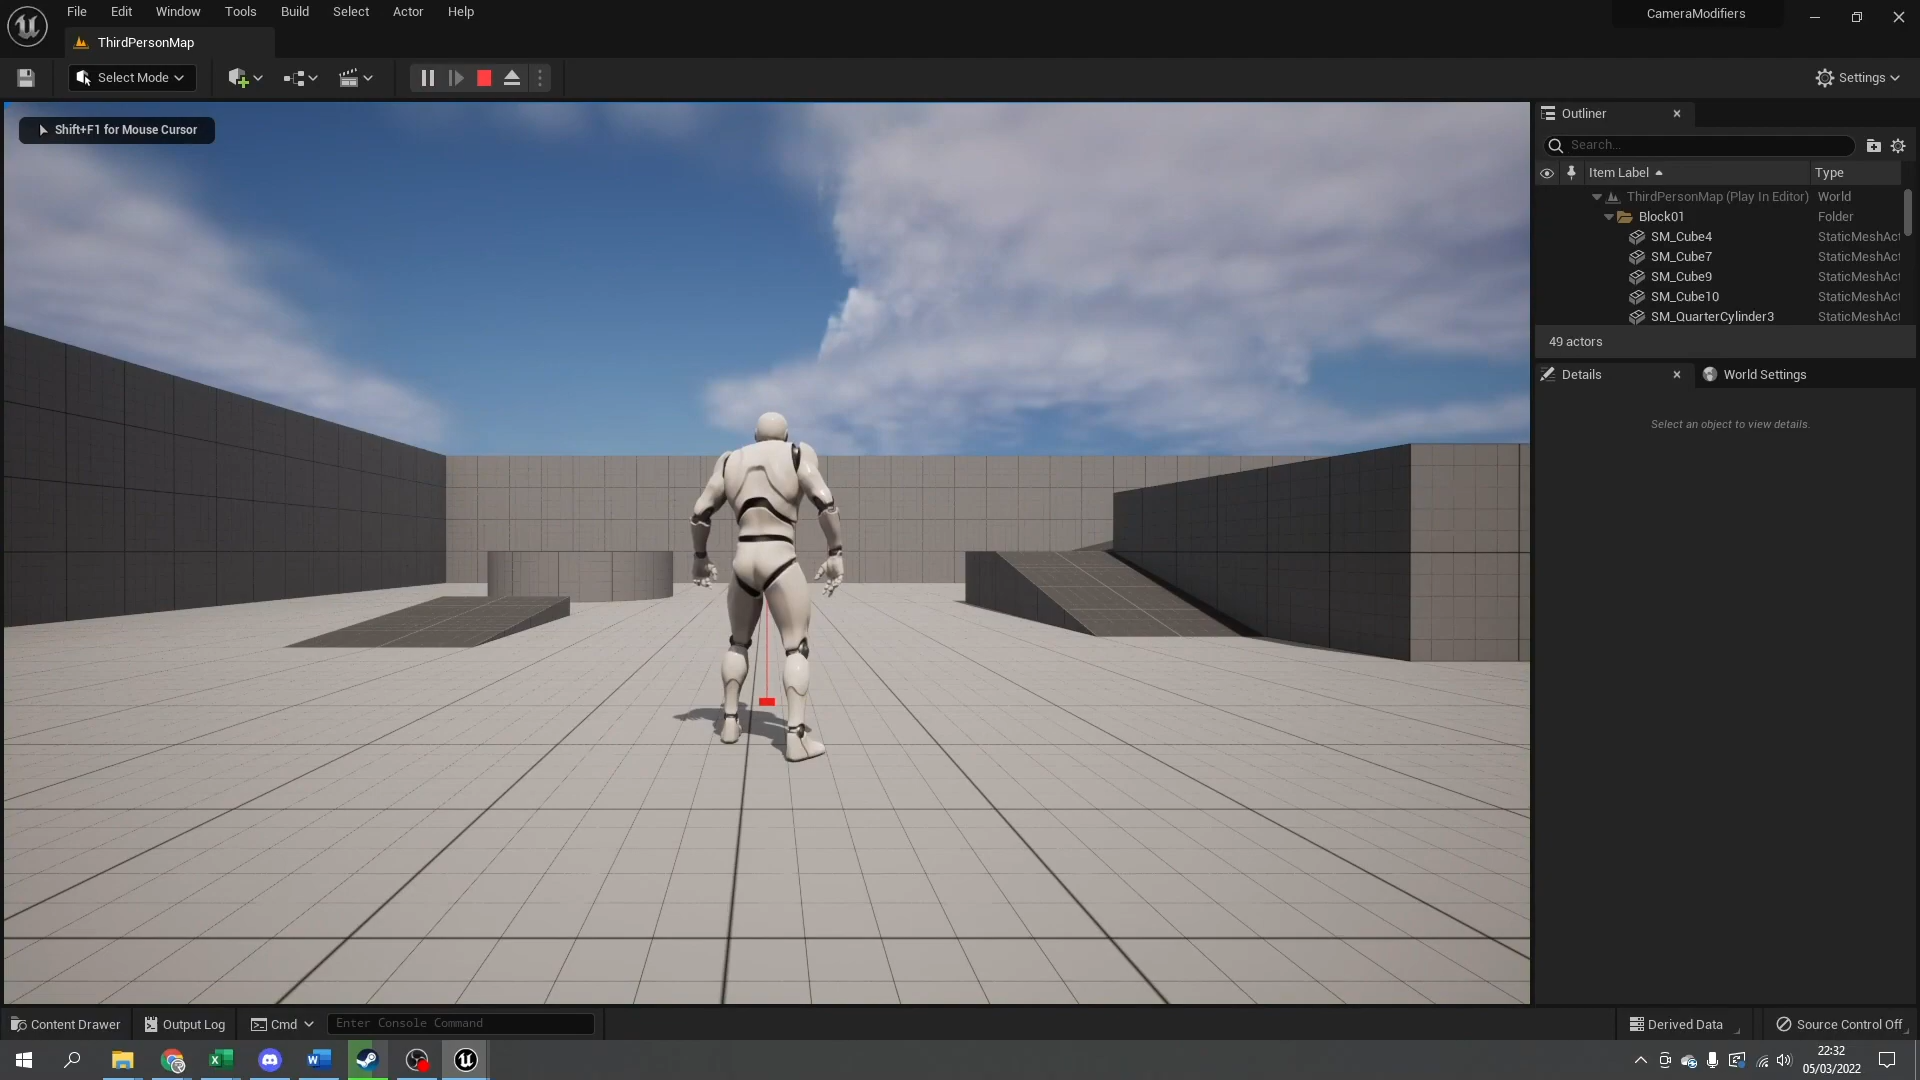 File Edit Window Tools Build Select Actor Help
CameraModifiers
ThirdPersonMap
Select Mode
Settings
Shift+F1 for Mouse Cursor
Outliner
Search...
Item Label Type
ThirdPersonMap (Play In Editor) World
Block01 Folder
SM_Cube4 StaticMeshAct
SM_Cube7 StaticMeshAct
SM_Cube9 StaticMeshAct
SM_Cube10 StaticMeshAct
SM_QuarterCylinder3 StaticMeshAct
49 actors
Details World Settings
Select an object to view details.
Content Drawer Output Log Cmd Enter Console Command Derived Data Source Control Off
22:32
05/03/2022